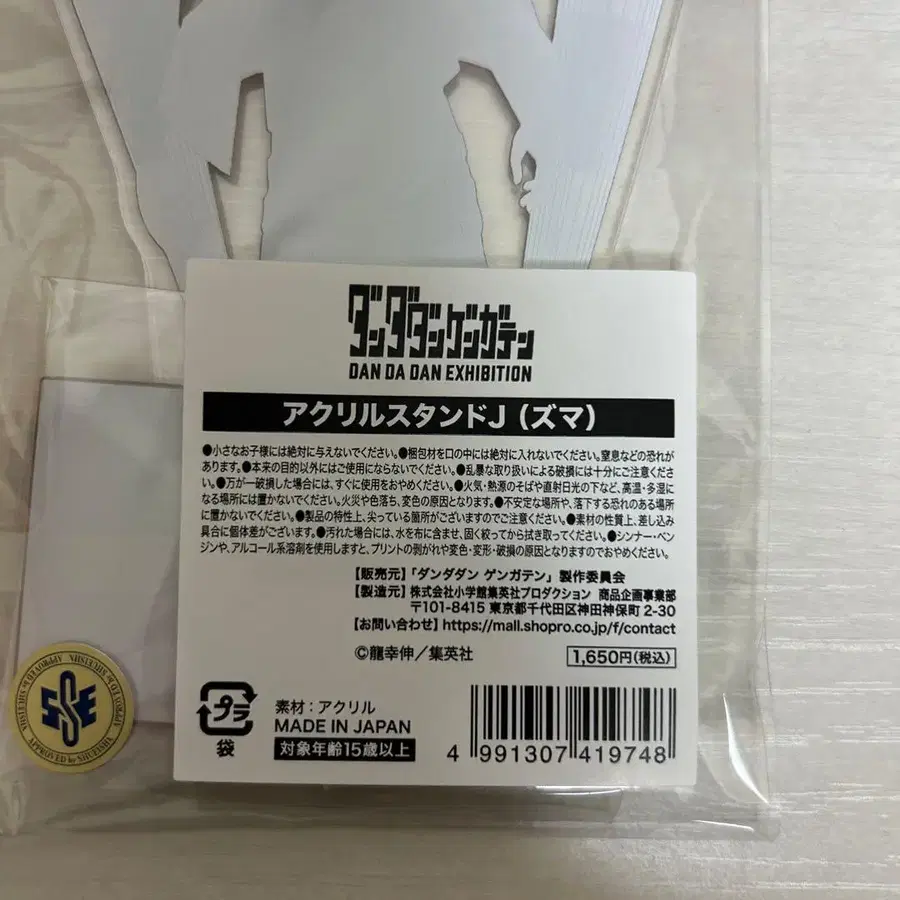 ダンダダンゲンガテン
DAN DA DAN EXHIBITION
アクリルスタンドJ（ズマ）
●小さなお子様には絶対に与えないでください。●梱包材を口の中には絶対に入れないでください。窒息などの恐れが
あります。●本来の目的以外にはご使用にならないでください。●乱暴な取り扱いによる破損には十分にご注意くださ
い。●万が一破損した場合には、すぐに使用をおやめください。●火気・熱源のそばや直射日光の下など、高温・多湿に
なる場所には置かないでください。火災や色落ち、変色の原因となります。●不安定な場所や、落下する恐れのある場所
に置かないでください。●製品の特性上、尖っている箇所がございますのでご注意ください。●素材の性質上、差し込み
具合に個体差がございます。●汚れた場合には、水を布に含ませ、固く絞ってから拭き取ってください。●シンナー・ベン
ジンや、アルコール系溶剤を使用しますと、プリントの剥がれや変色・変形・破損の原因となりますのでおやめください。
【販売元】「ダンダダン ゲンガテン」製作委員会
【製造元】株式会社小学館集英社プロダクション 商品企画事業部
〒101-8415 東京都千代田区神田神保町 2-30
【お問い合わせ】https://mall.shopro.co.jp/f/contact
©龍幸伸／集英社
1,650円(税込)
プラ
袋
素材：アクリル
MADE IN JAPAN
対象年齢15歳以上
4 991307 419748
SSE
APPROVED by SHUEISHA
APPROVED by SHUEISHA